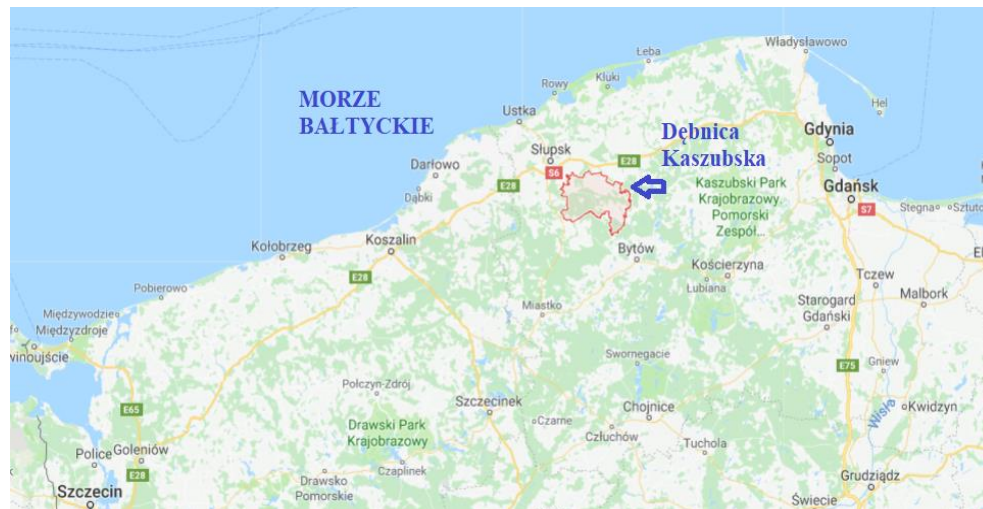 Władysławowo
Łeba
MORZE
BAŁTYCKIE
Rowy
Kluki
Hel
Ustka
Dębnica
Kaszubska
Gdynia
Słupsk
E28
Sopot
Darłowo
S6
E28
Kaszubski Park
Krajobrazowy
Pomorski
Zespół...
Gdańsk
Dąbki
S7
Stegna
Sztuto
Kołobrzeg
Koszalin
Bytów
El
Kościerzyna
E28
Tczew
Łubiana
Pobierowo
Malbork
Starogard
Gdański
Miastko
Międzywodzie
Międzyzdroje
winoujście
Swornegacie
E75
Gniew
Połczyn-Zdrój
Szczecinek
Chojnice
Wisła
Kwidzyn
E65
Czarne
Drawski Park
Krajobrazowy
Człuchów
Tuchola
Police
Goleniów
Czaplinek
E28
Drawsko
Pomorskie
Grudziądz
Szczecin
Świecie